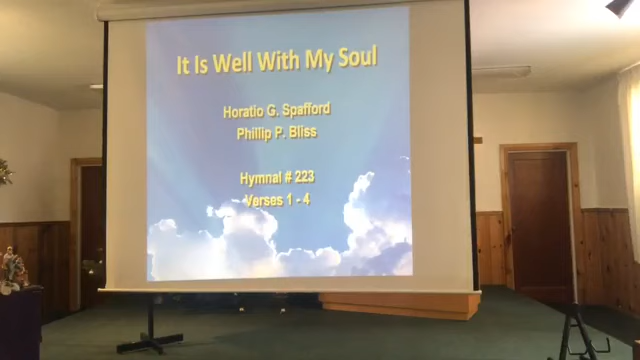 It Is Well With My Soul
Horatio G. Spafford
Phillip P. Bliss
Hymnal # 223
Verses 1 - 4